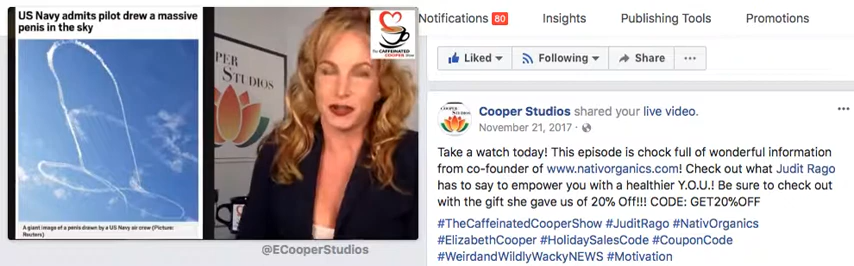 US Navy admits pilot drew a massive
penis in the sky
A giant image of a penis drawn by a US Navy air crew (Picture:
Reuters)
COOPER
STUDIOS
The CAFFEINATED
COOPER Show
@ECooperStudios
Notifications 80 Insights Publishing Tools Promotions
Liked Following Share ...
Cooper Studios shared your live video.
November 21, 2017 ·
Take a watch today! This episode is chock full of wonderful information
from co-founder of www.nativorganics.com! Check out what Judit Rago
has to say to empower you with a healthier Y.O.U.! Be sure to check out
with the gift she gave us of 20% Off!!! CODE: GET20%OFF
#TheCaffeinatedCooperShow #JuditRago #NativOrganics
#ElizabethCooper #HolidaySalesCode #CouponCode
#WeirdandWildlyWackyNEWS #Motivation